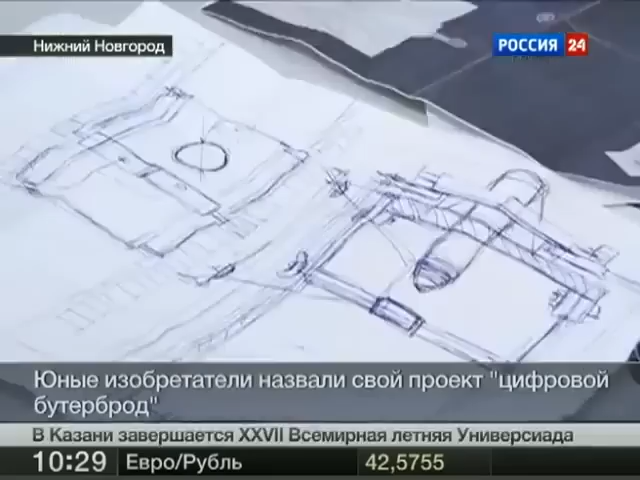 Нижний Новгород
РОССИЯ 24
Юные изобретатели назвали свой проект "цифровой
бутерброд"
В Казани завершается XXVII Всемирная летняя Универсиада
10:29 Евро/Рубль 42,5755